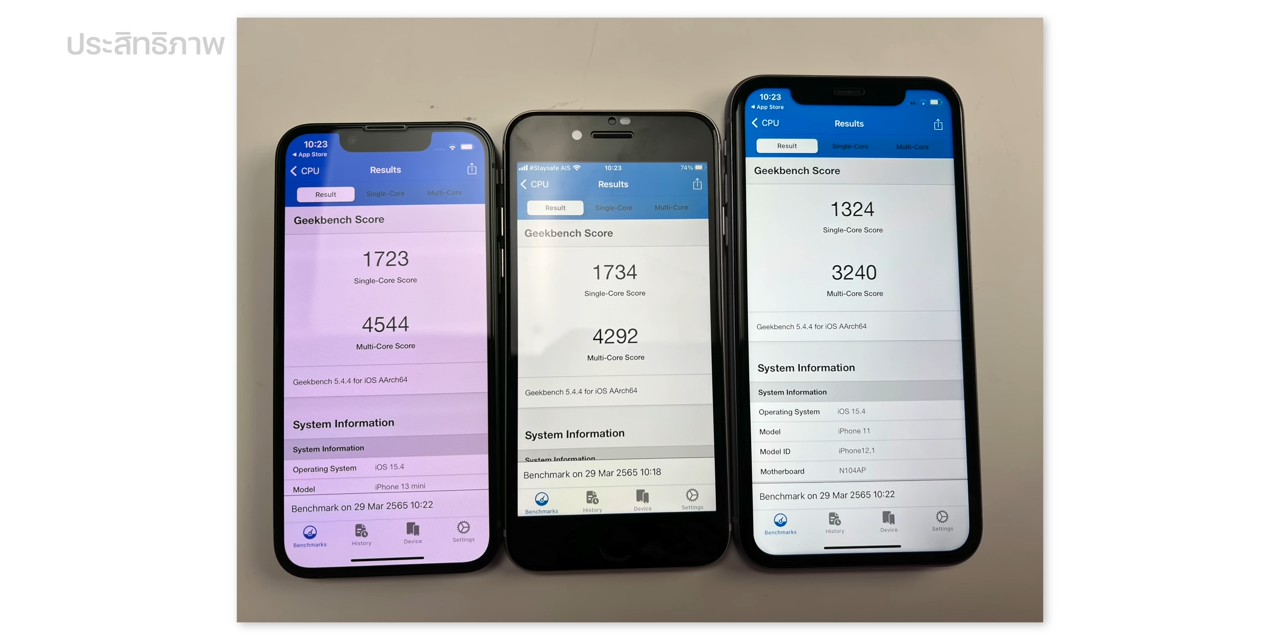 ประสิทธิภาพ
10:23
App Store
CPU
Results
Result
Single-Core
Multi-Core
Geekbench Score
1723
Single-Core Score
4544
Multi-Core Score
Geekbench 5.4.4 for iOS AArch64
System Information
System Information
Operating System iOS 15.4
Model iPhone 13 mini
Benchmark on 29 Mar 2565 10:22
Benchmarks
History
Device
Settings
#Staysafe AIS
10:23
74%
CPU
Results
Result
Single-Core
Multi-Core
Geekbench Score
1734
Single-Core Score
4292
Multi-Core Score
Geekbench 5.4.4 for iOS AArch64
System Information
System Information
Benchmark on 29 Mar 2565 10:18
Benchmarks
History
Device
Settings
10:23
App Store
CPU
Results
Result
Single-Core
Multi-Core
Geekbench Score
1324
Single-Core Score
3240
Multi-Core Score
Geekbench 5.4.4 for iOS AArch64
System Information
System Information
Operating System iOS 15.4
Model iPhone 11
Model ID iPhone12,1
Motherboard N104AP
Benchmark on 29 Mar 2565 10:22
Benchmarks
History
Device
Settings